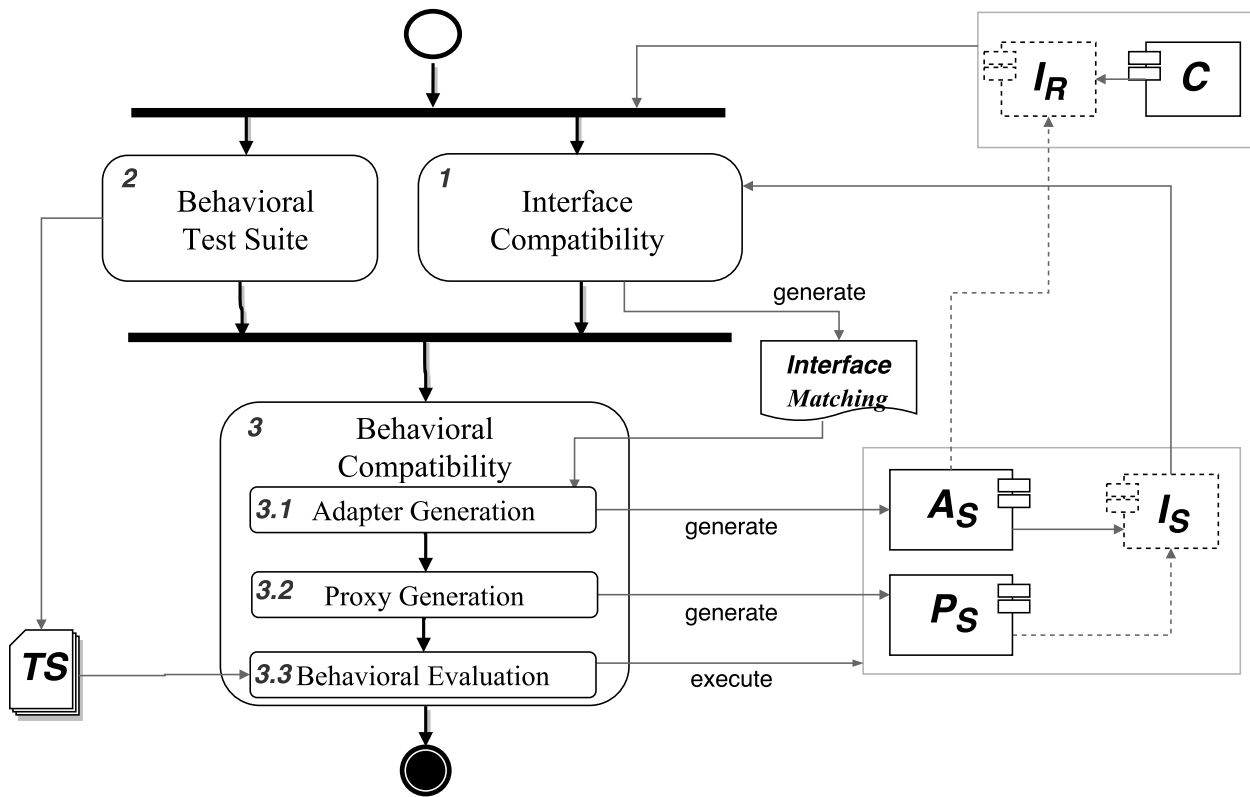 I_R
C
2
Behavioral
Test Suite
1
Interface
Compatibility
generate
Interface
Matching
3
Behavioral
Compatibility
3.1 Adapter Generation
generate
A_S
I_S
3.2 Proxy Generation
generate
P_S
TS
3.3 Behavioral Evaluation
execute